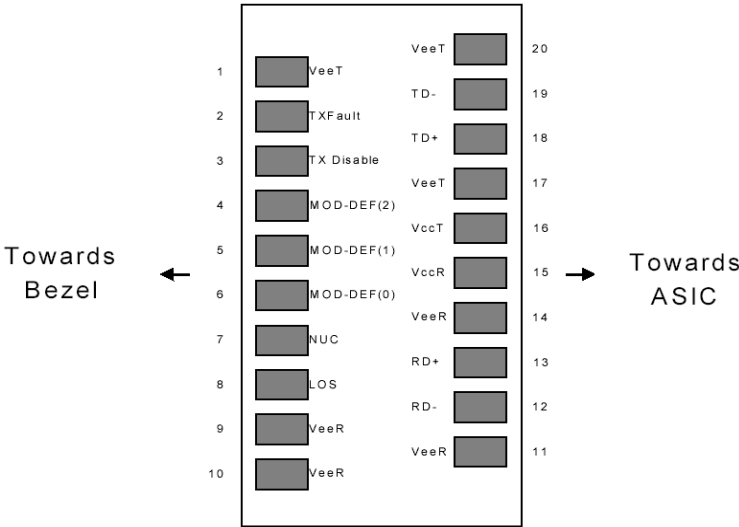 VeeT 20
1 VeeT
TD- 19
2 TXFault
TD+ 18
3 TX Disable
VeeT 17
4 MOD-DEF(2)
VccT 16
5 MOD-DEF(1)
Towards
Bezel
VccR 15
Towards
ASIC
6 MOD-DEF(0)
VeeR 14
7 NUC
RD+ 13
8 LOS
RD- 12
9 VeeR
VeeR 11
10 VeeR